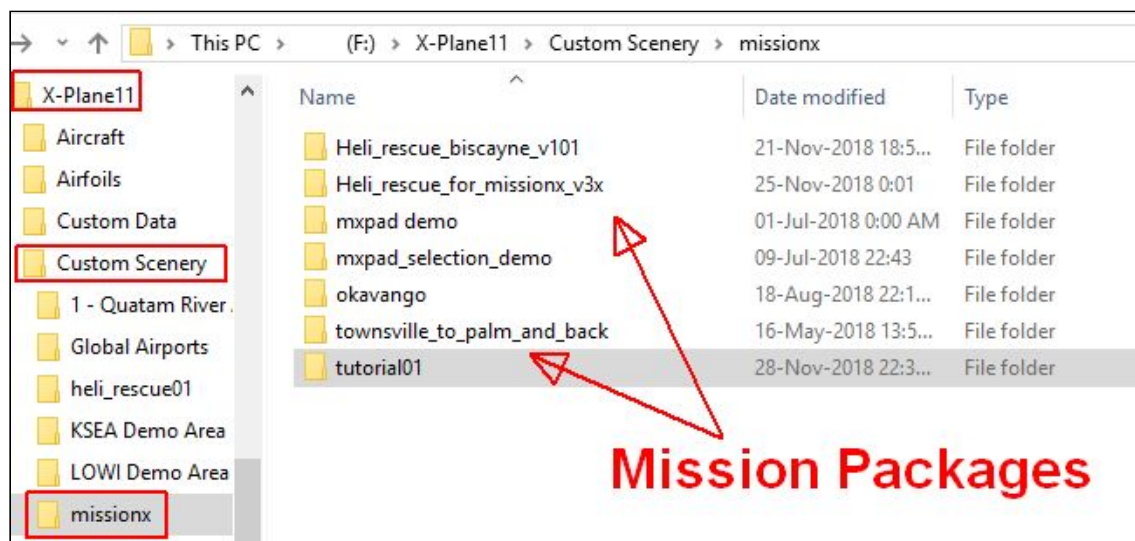 This PC > (F:) > X-Plane11 > Custom Scenery > missionx
X-Plane11
Aircraft
Airfoils
Custom Data
Custom Scenery
1 - Quatam River
Global Airports
heli_rescue01
KSEA Demo Area
LOWI Demo Area
missionx
Name Date modified Type
Heli_rescue_biscayne_v101 21-Nov-2018 18:5... File folder
Heli_rescue_for_missionx_v3x 25-Nov-2018 0:01 File folder
mxpad demo 01-Jul-2018 0:00 AM File folder
mxpad_selection_demo 09-Jul-2018 22:43 File folder
okavango 18-Aug-2018 22:1... File folder
townsville_to_palm_and_back 16-May-2018 13:5... File folder
tutorial01 28-Nov-2018 22:3... File folder
Mission Packages